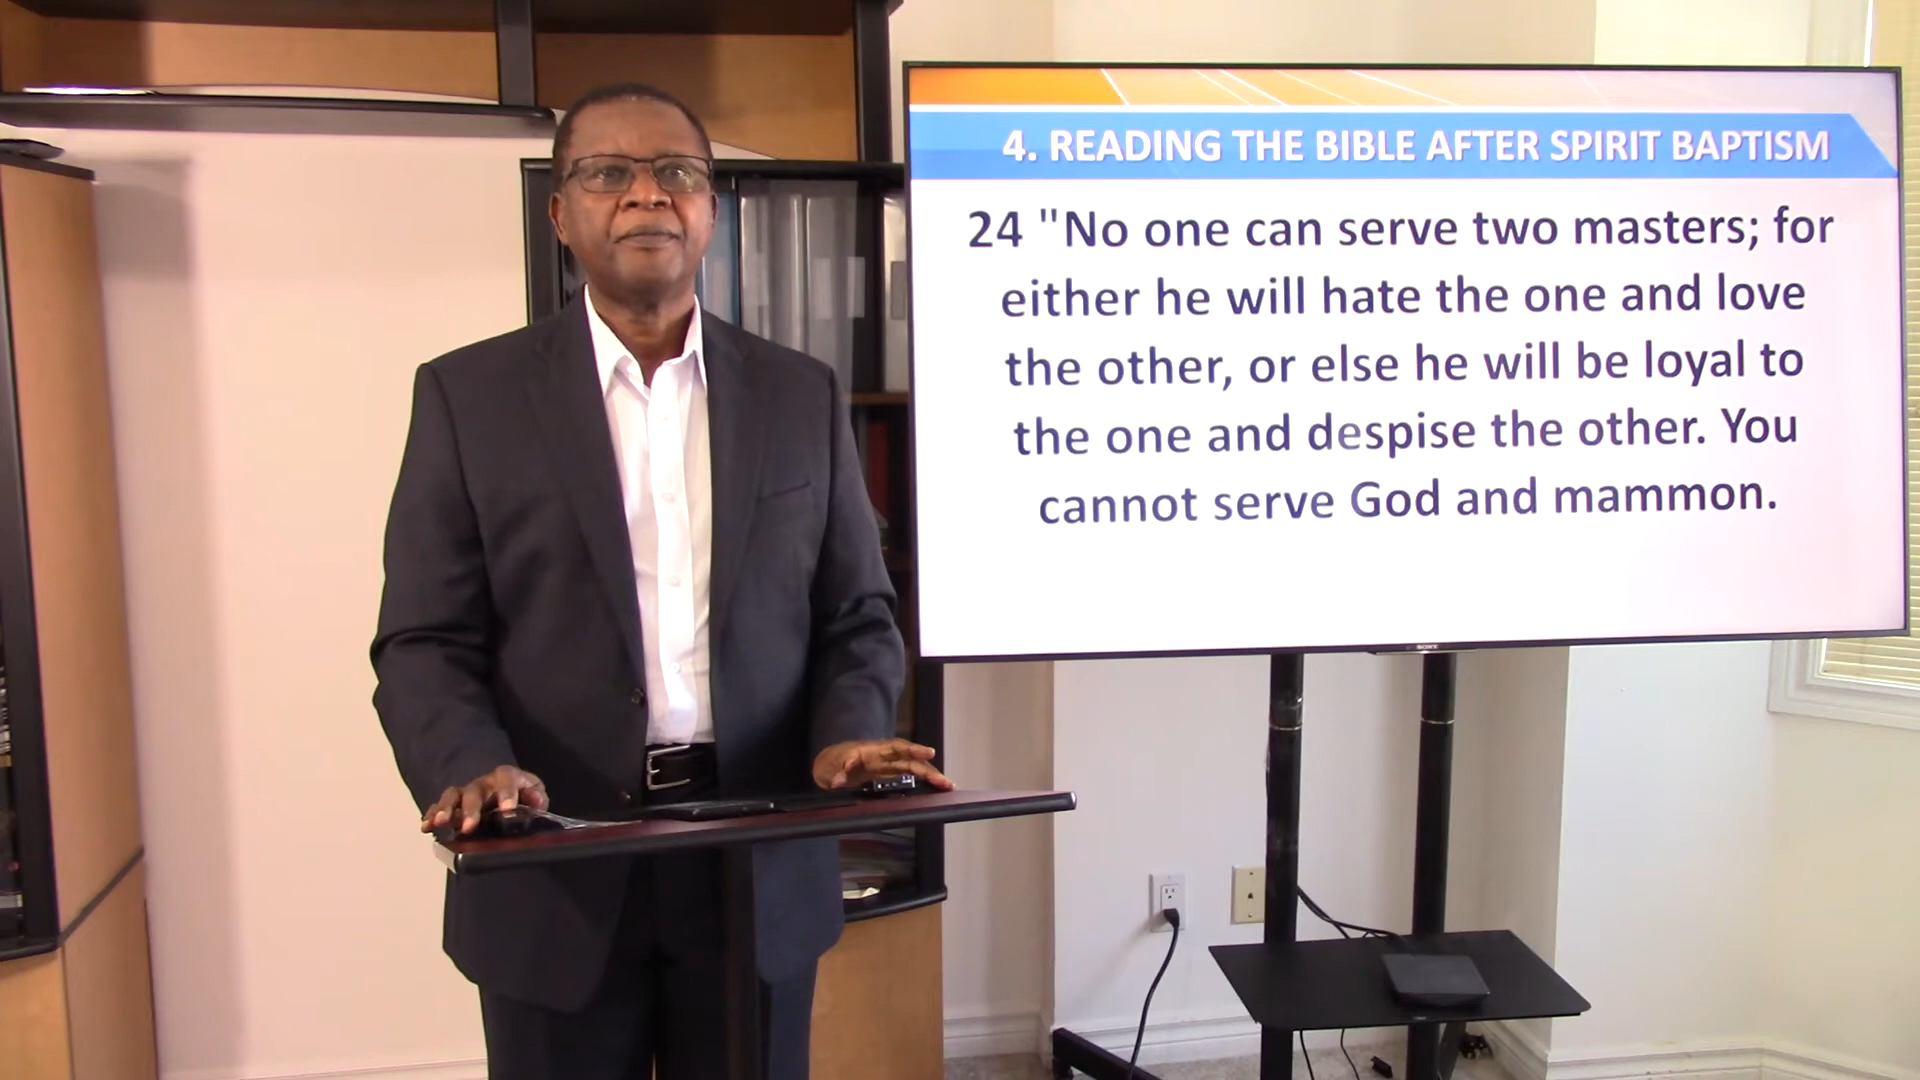 4. READING THE BIBLE AFTER SPIRIT BAPTISM
24 "No one can serve two masters; for
either he will hate the one and love
the other, or else he will be loyal to
the one and despise the other. You
cannot serve God and mammon.
SONY